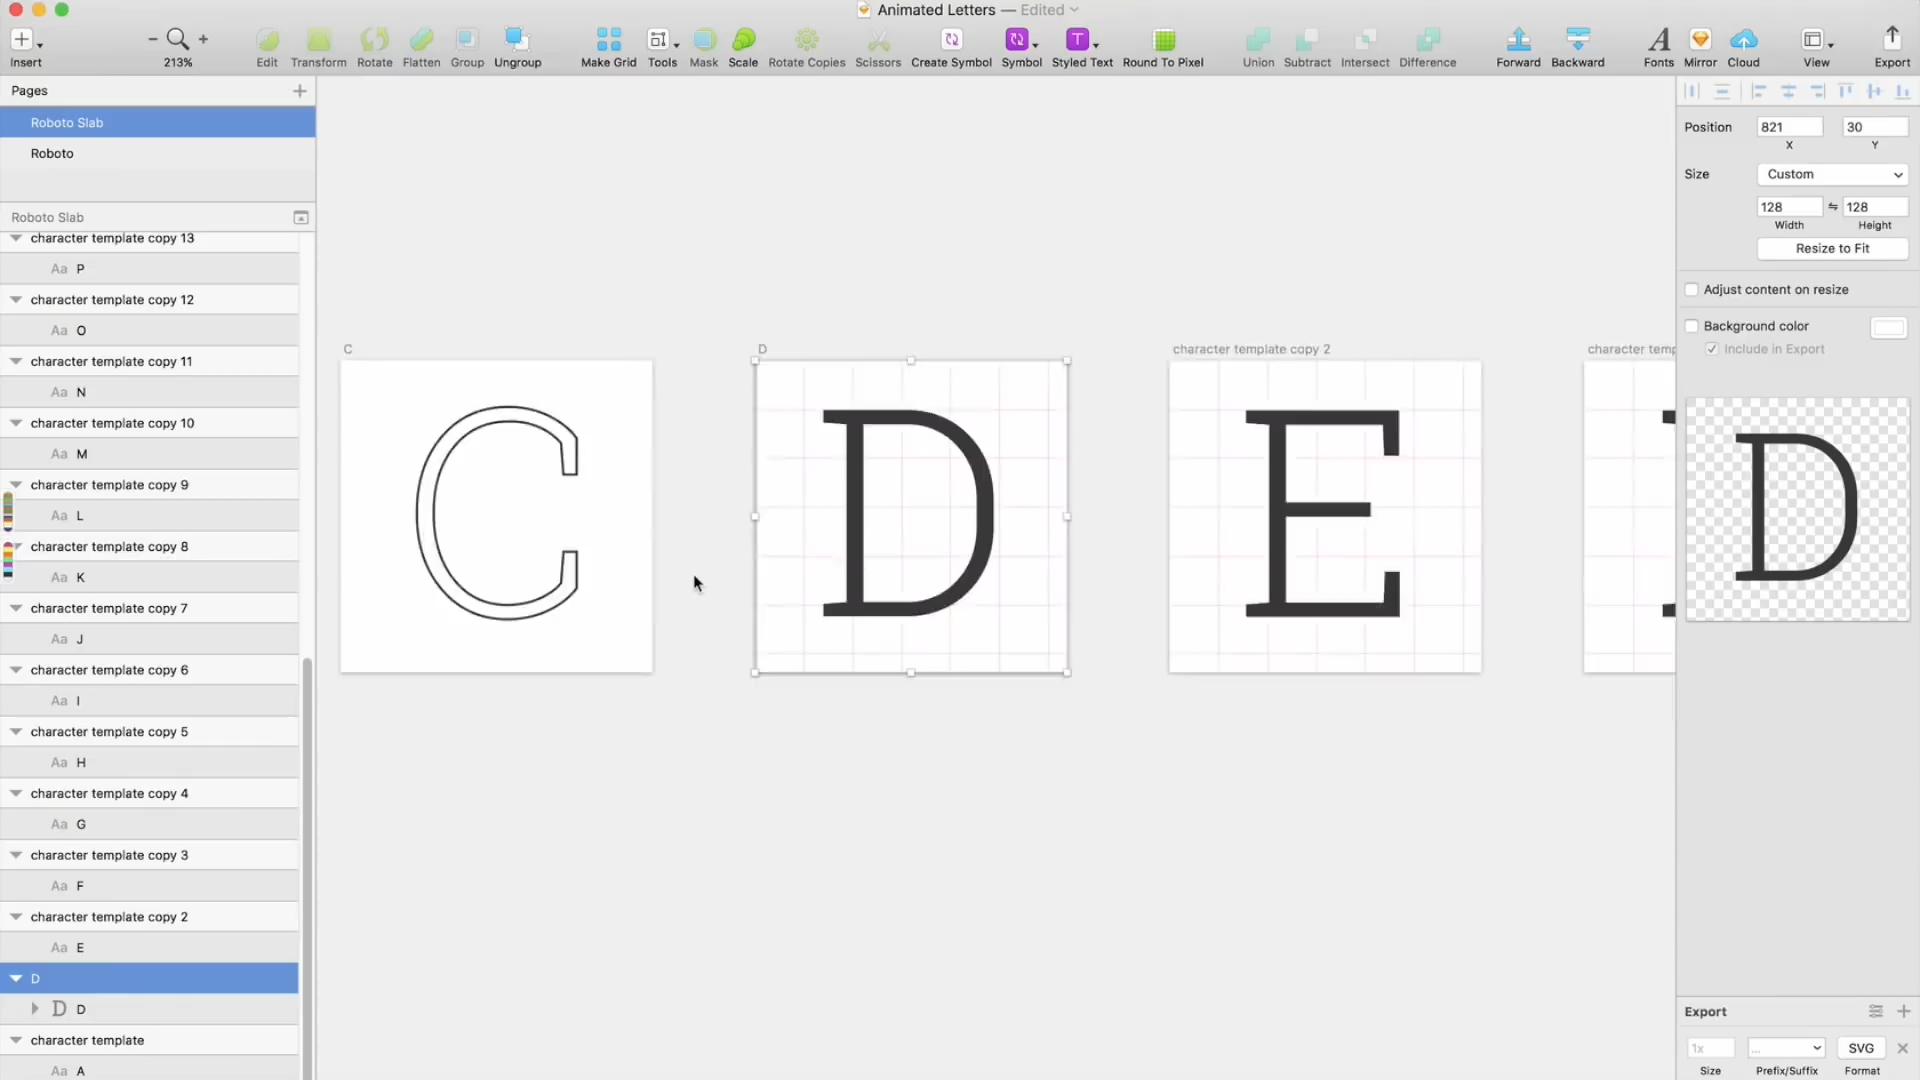 Animated Letters — Edited
Insert
213%
Edit Transform Rotate Flatten Group Ungroup Make Grid Tools Mask Scale Rotate Copies Scissors Create Symbol Symbol Styled Text Round To Pixel Union Subtract Intersect Difference Forward Backward Fonts Mirror Cloud View Export
Pages
Roboto Slab
Roboto
Roboto Slab
character template copy 13
Aa P
character template copy 12
Aa O
character template copy 11
Aa N
character template copy 10
Aa M
character template copy 9
Aa L
character template copy 8
Aa K
character template copy 7
Aa J
character template copy 6
Aa I
character template copy 5
Aa H
character template copy 4
Aa G
character template copy 3
Aa F
character template copy 2
Aa E
D
D D
character template
Aa A
C
D
character template copy 2
character temp
C
D
E
Position 821 30
X Y
Size Custom
128 128
Width Height
Resize to Fit
Adjust content on resize
Background color
Include in Export
D
Export
1x ... SVG
Size Prefix/Suffix Format